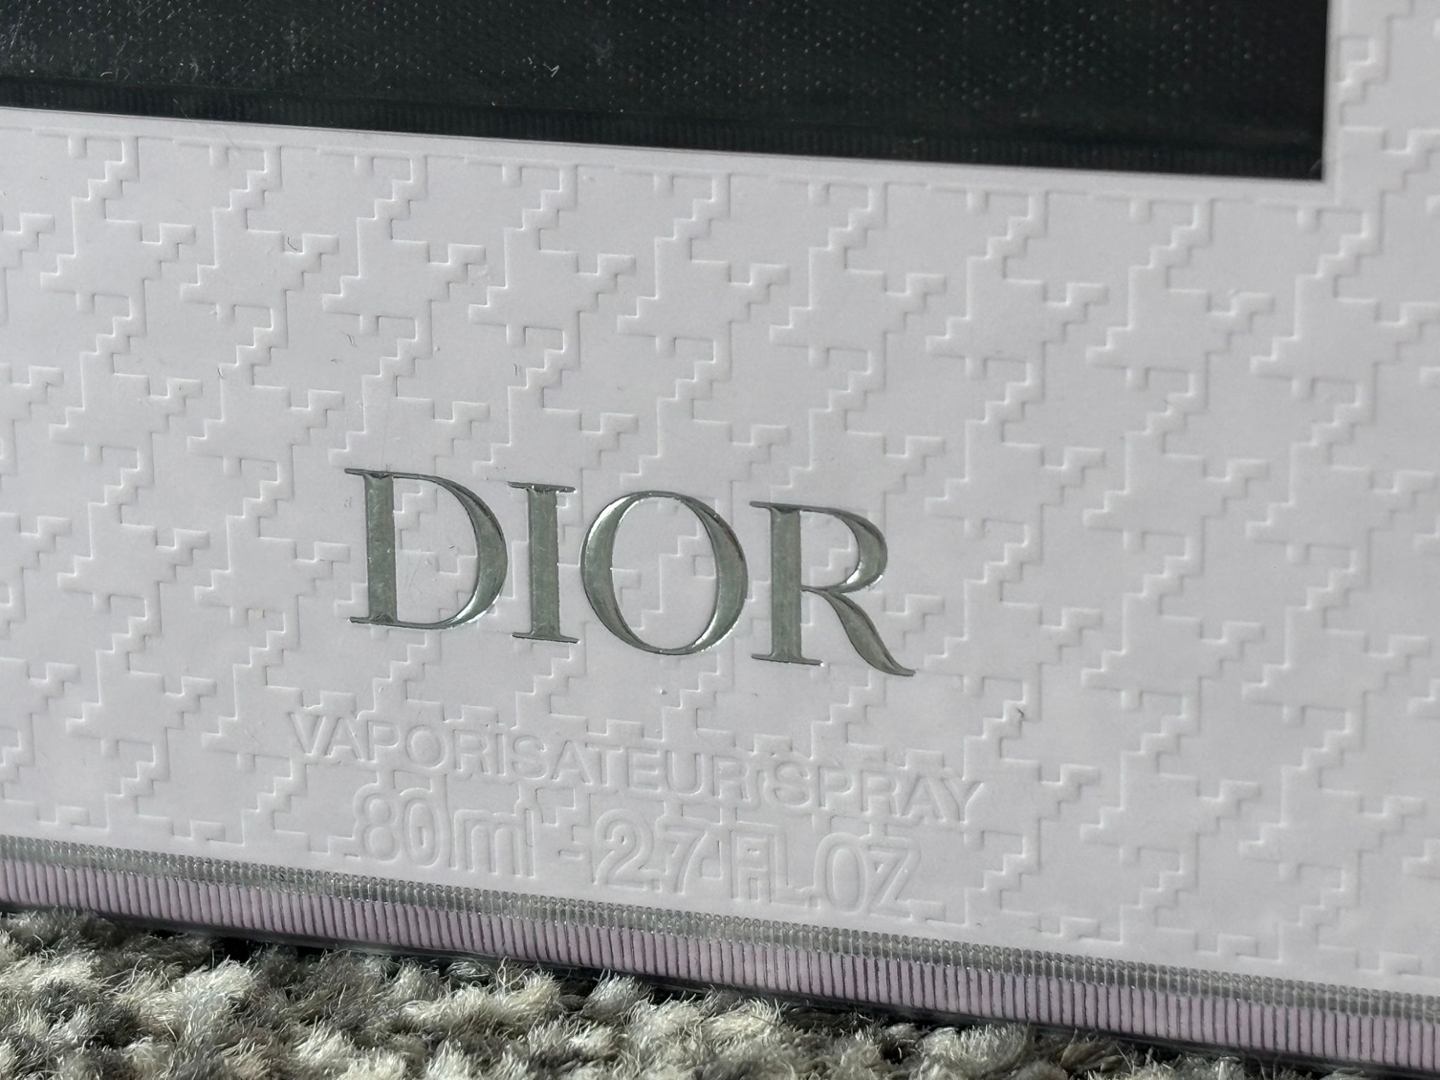 DIOR
VAPORISATEUR SPRAY
80ml - 2.7 FL.OZ